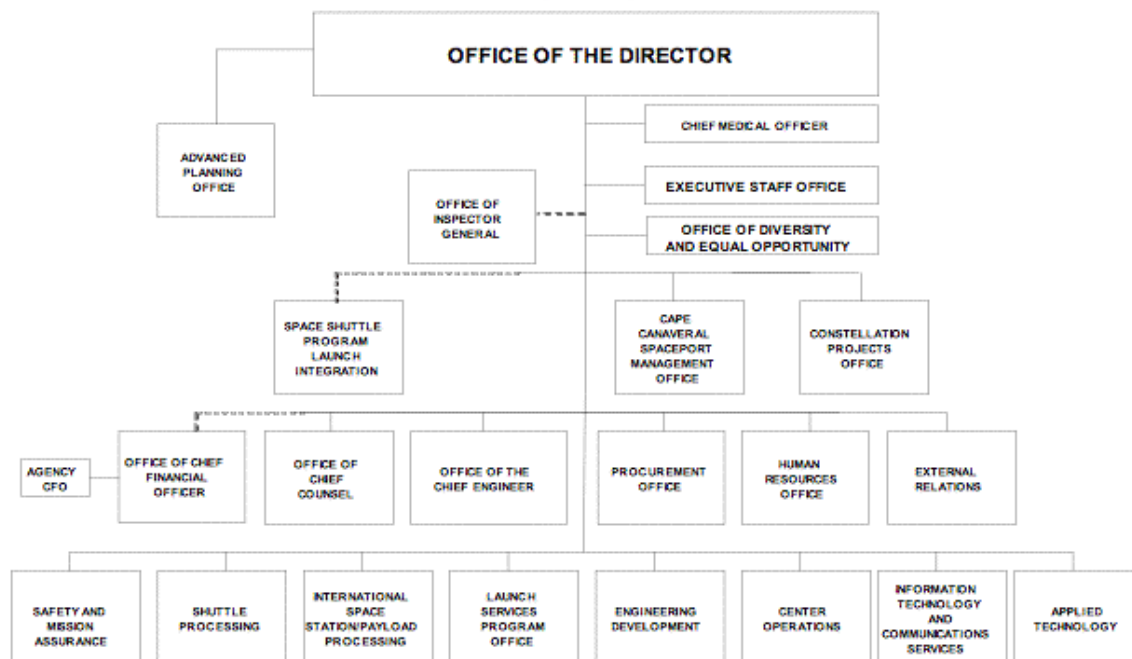 OFFICE OF THE DIRECTOR
CHIEF MEDICAL OFFICER
ADVANCED
PLANNING
OFFICE
EXECUTIVE STAFF OFFICE
OFFICE OF
INSPECTOR
GENERAL
OFFICE OF DIVERSITY
AND EQUAL OPPORTUNITY
SPACE SHUTTLE
PROGRAM
LAUNCH
INTEGRATION
CAPE
CANAVERAL
SPACEPORT
MANAGEMENT
OFFICE
CONSTELLATION
PROJECTS
OFFICE
AGENCY
CFO
OFFICE OF CHIEF
FINANCIAL
OFFICER
OFFICE OF
CHIEF
COUNSEL
OFFICE OF THE
CHIEF ENGINEER
PROCUREMENT
OFFICE
HUMAN
RESOURCES
OFFICE
EXTERNAL
RELATIONS
SAFETY AND
MISSION
ASSURANCE
SHUTTLE
PROCESSING
INTERNATIONAL
SPACE
STATION/PAYLOAD
PROCESSING
LAUNCH
SERVICES
PROGRAM
OFFICE
ENGINEERING
DEVELOPMENT
CENTER
OPERATIONS
INFORMATION
TECHNOLOGY
AND
COMMUNICATIONS
SERVICES
APPLIED
TECHNOLOGY